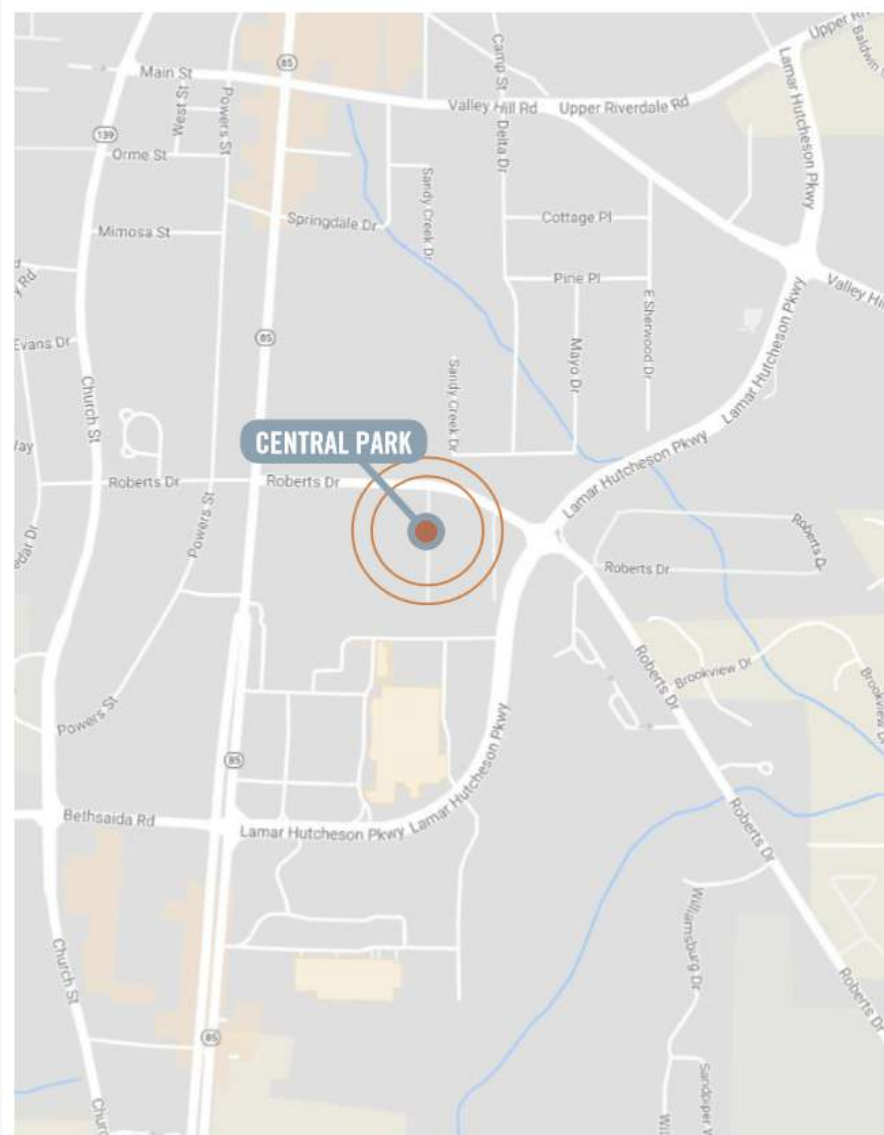 Upper
Baldwin
Lamar Hutcheson Pkwy
Camp St
85
Main St
West St
Powers St
Valley Hill Rd
Upper Riverdale Rd
139
Orme St
Delta Dr
Sandy Creek Dr
Springdale Dr
Cottage Pl
Mimosa St
Rd
Pine Pl
Valley
E Sherwood Dr
85
Evans Dr
Mayo Dr
Lamar Hutcheson Pkwy
Church St
Sandy Creek Dr
CENTRAL PARK
Lamar Hutcheson Pkwy
Roberts Dr
Roberts Dr
Powers St
Roberts
Roberts Dr
Roberts Dr
Brookview Dr
Brookview
Powers St
85
Lamar Hutcheson Pkwy
Bethsaida Rd
Lamar Hutcheson Pkwy
Roberts Dr
Williamsburg Dr
Church St
Roberts Dr
85
Sandpiper